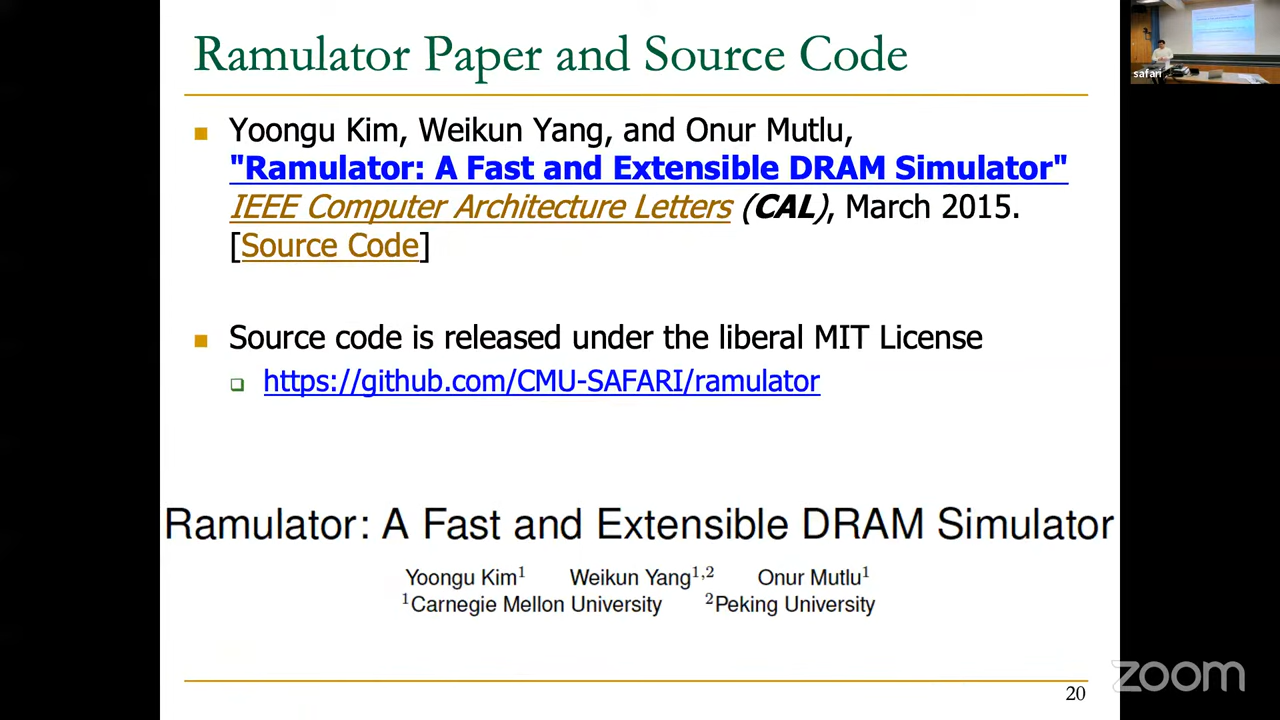 Ramulator Paper and Source Code
safari
Yoongu Kim, Weikun Yang, and Onur Mutlu,
"Ramulator: A Fast and Extensible DRAM Simulator"
IEEE Computer Architecture Letters (CAL), March 2015.
[Source Code]
Source code is released under the liberal MIT License
https://github.com/CMU-SAFARI/ramulator
Ramulator: A Fast and Extensible DRAM Simulator
Yoongu Kim¹ Weikun Yang¹,² Onur Mutlu¹
¹Carnegie Mellon University ²Peking University
20
zoom